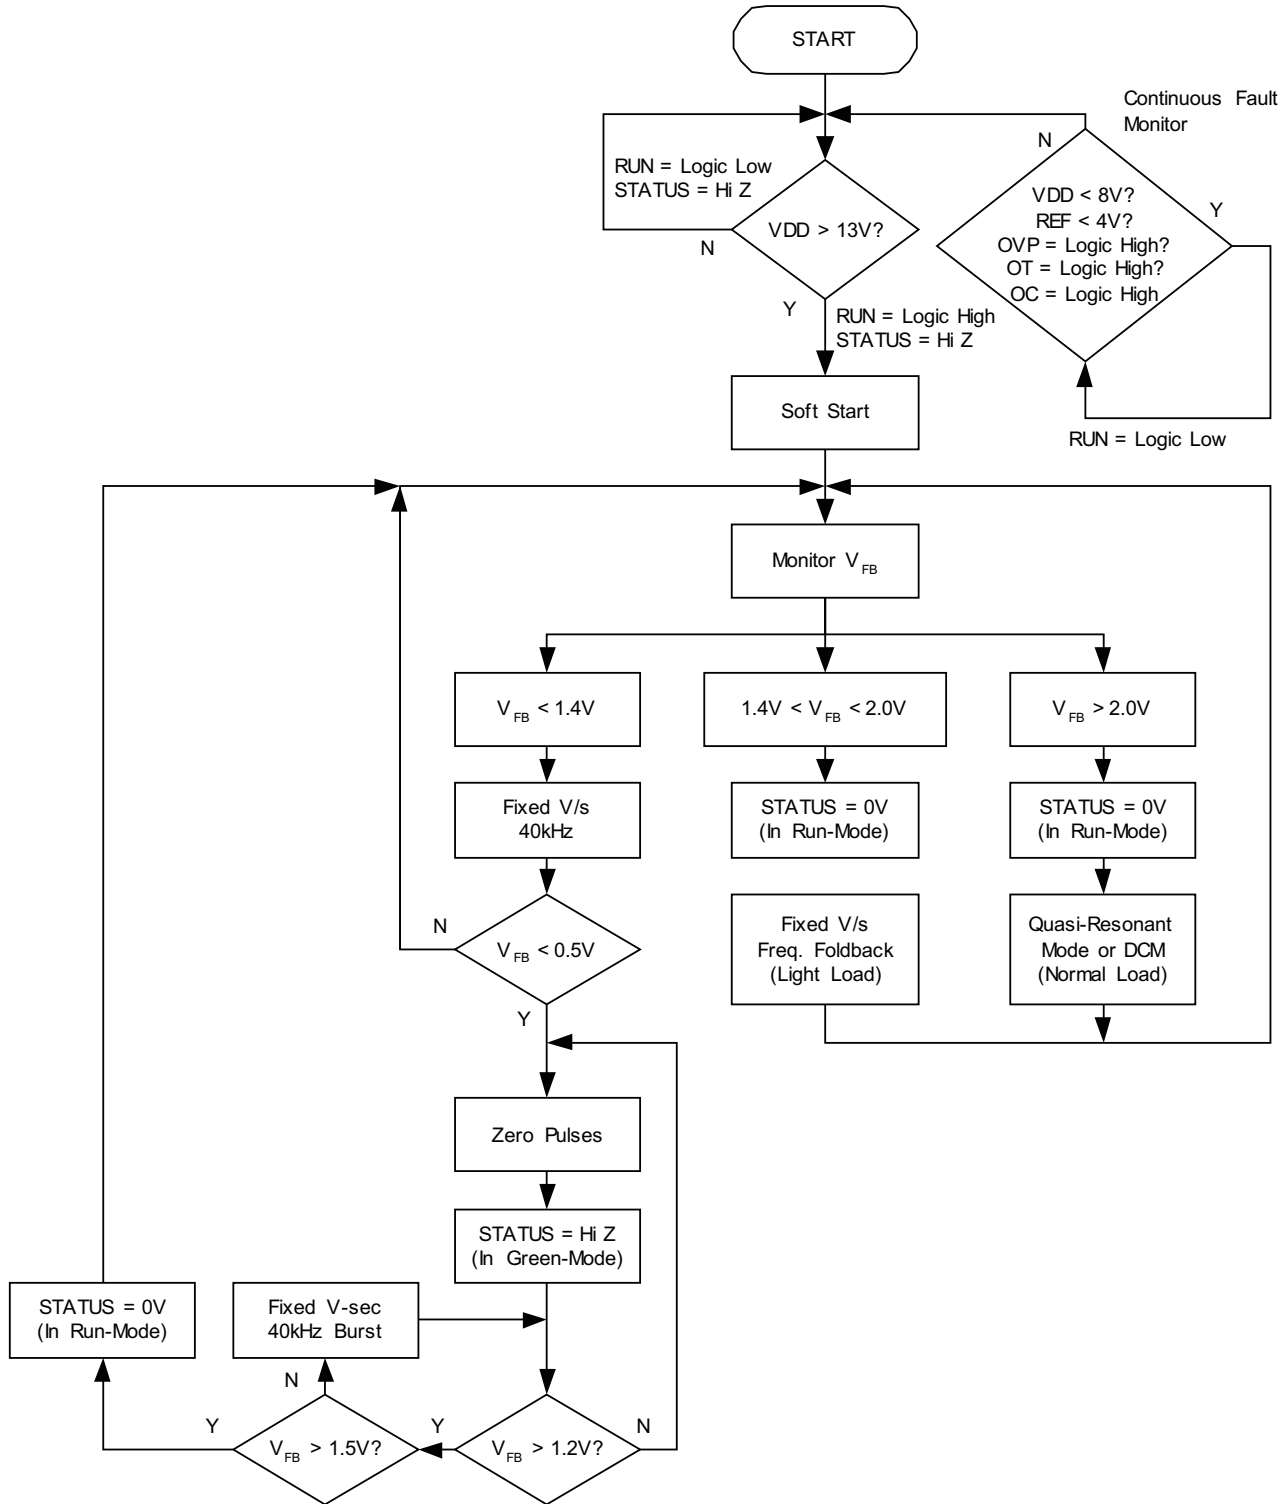 START
Continuous Fault
Monitor
N
RUN = Logic Low
STATUS = Hi Z
VDD < 8V?
REF < 4V?
OVP = Logic High?
OT = Logic High?
OC = Logic High
Y
VDD > 13V?
N
Y
RUN = Logic High
STATUS = Hi Z
Soft Start
RUN = Logic Low
Monitor V FB
V FB < 1.4V
1.4V < V FB < 2.0V
V FB > 2.0V
Fixed V/s
40kHz
STATUS = 0V
(In Run-Mode)
STATUS = 0V
(In Run-Mode)
N
V FB < 0.5V
Y
Fixed V/s
Freq. Foldback
(Light Load)
Quasi-Resonant
Mode or DCM
(Normal Load)
Zero Pulses
STATUS = Hi Z
(In Green-Mode)
STATUS = 0V
(In Run-Mode)
Fixed V-sec
40kHz Burst
N
Y
V FB > 1.5V?
Y
V FB > 1.2V?
N